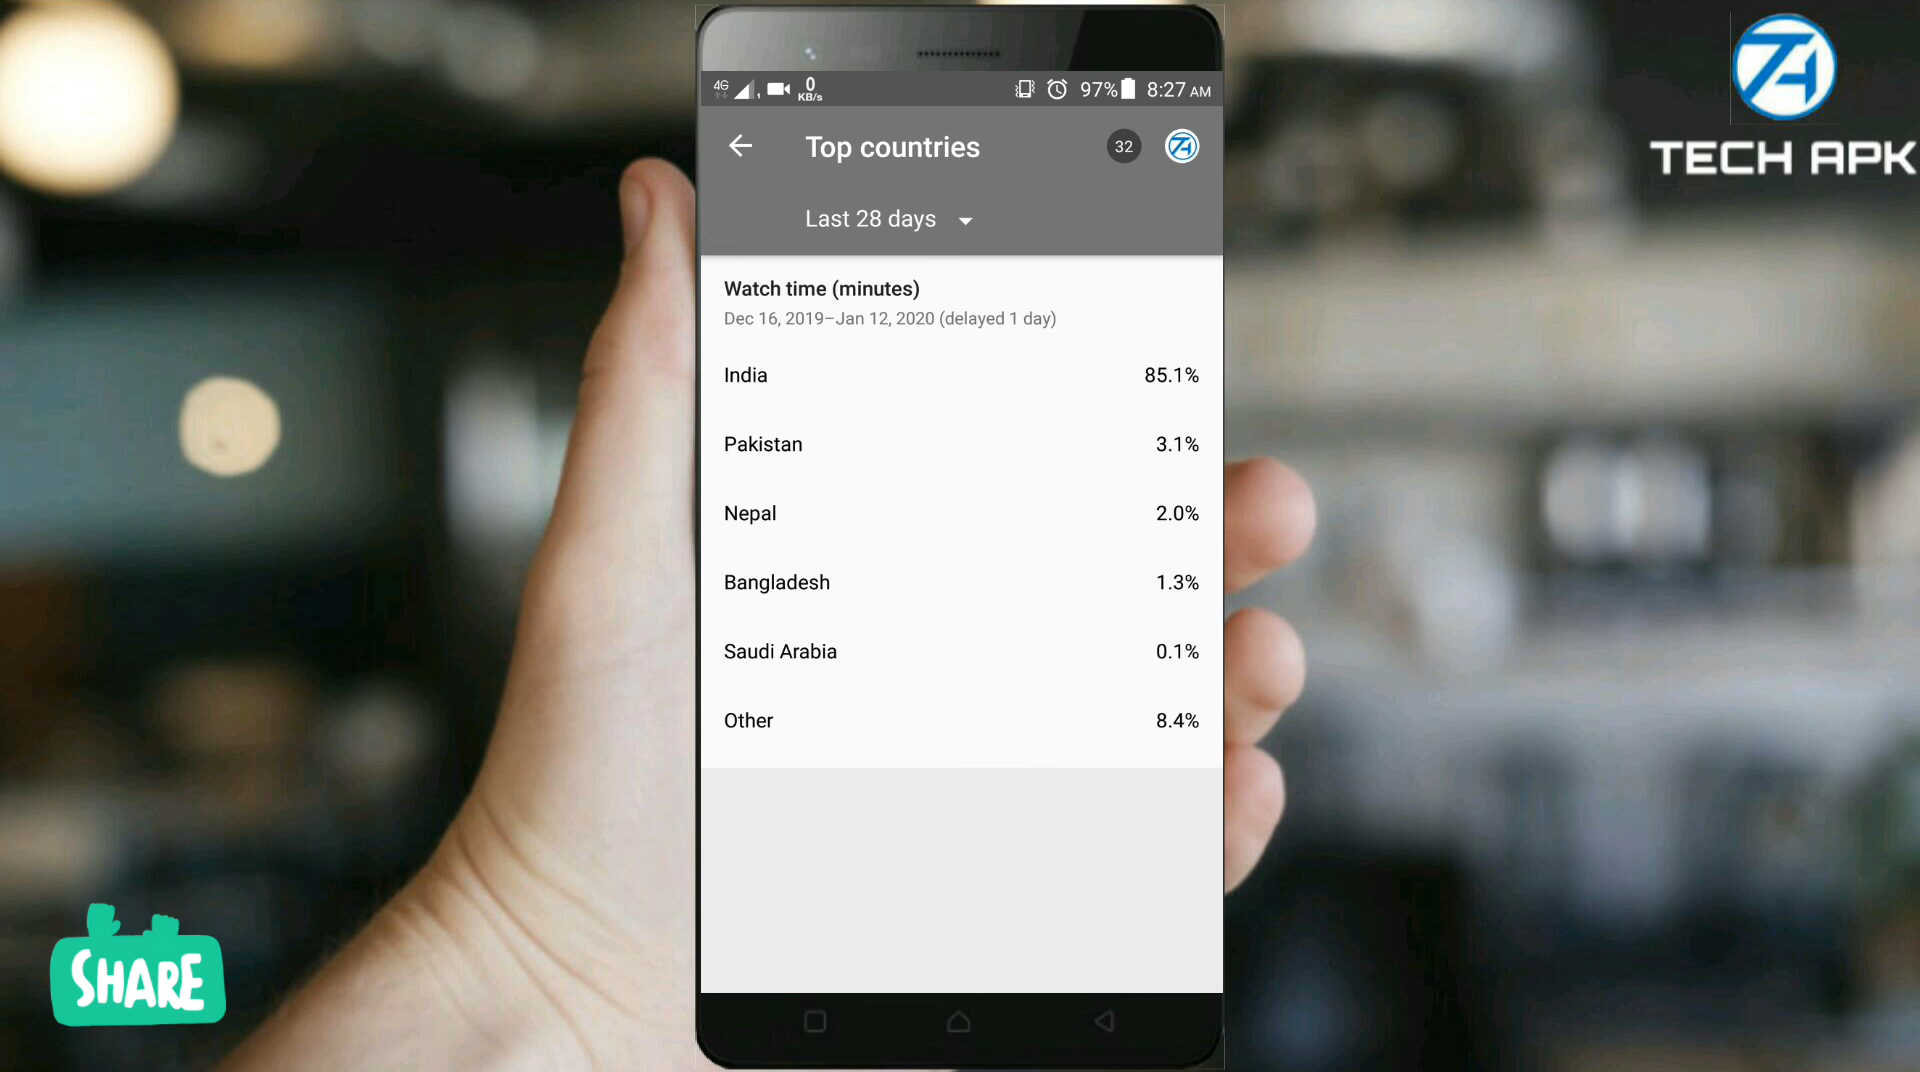 4G 0 KB/s 97% 8:27 AM
Top countries 32
Last 28 days
Watch time (minutes)
Dec 16, 2019–Jan 12, 2020 (delayed 1 day)
India 85.1%
Pakistan 3.1%
Nepal 2.0%
Bangladesh 1.3%
Saudi Arabia 0.1%
Other 8.4%
TECH APK
SHARE